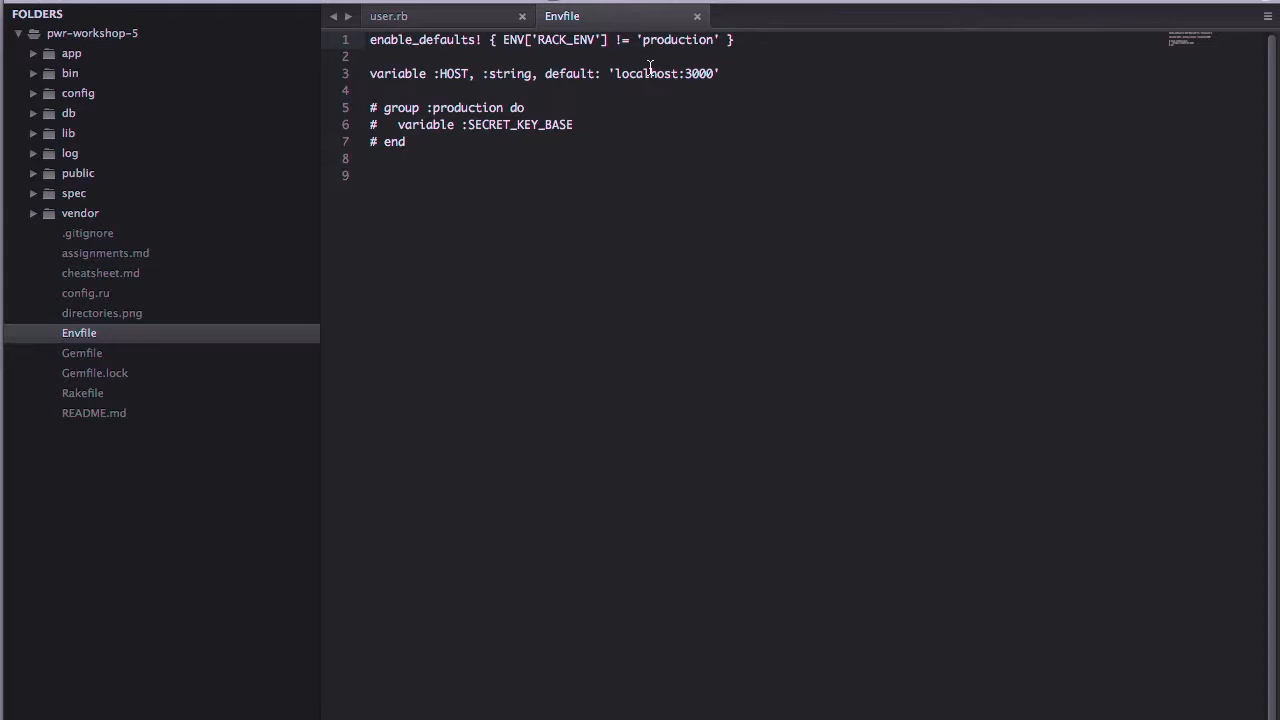 FOLDERS
pwr-workshop-5
app
bin
config
db
lib
log
public
spec
vendor
.gitignore
assignments.md
cheatsheet.md
config.ru
directories.png
Envfile
Gemfile
Gemfile.lock
Rakefile
README.md
user.rb
Envfile
1 enable_defaults! { ENV['RACK_ENV'] != 'production' }
2
3 variable :HOST, :string, default: 'localhost:3000'
4
5 # group :production do
6 #   variable :SECRET_KEY_BASE
7 # end
8
9